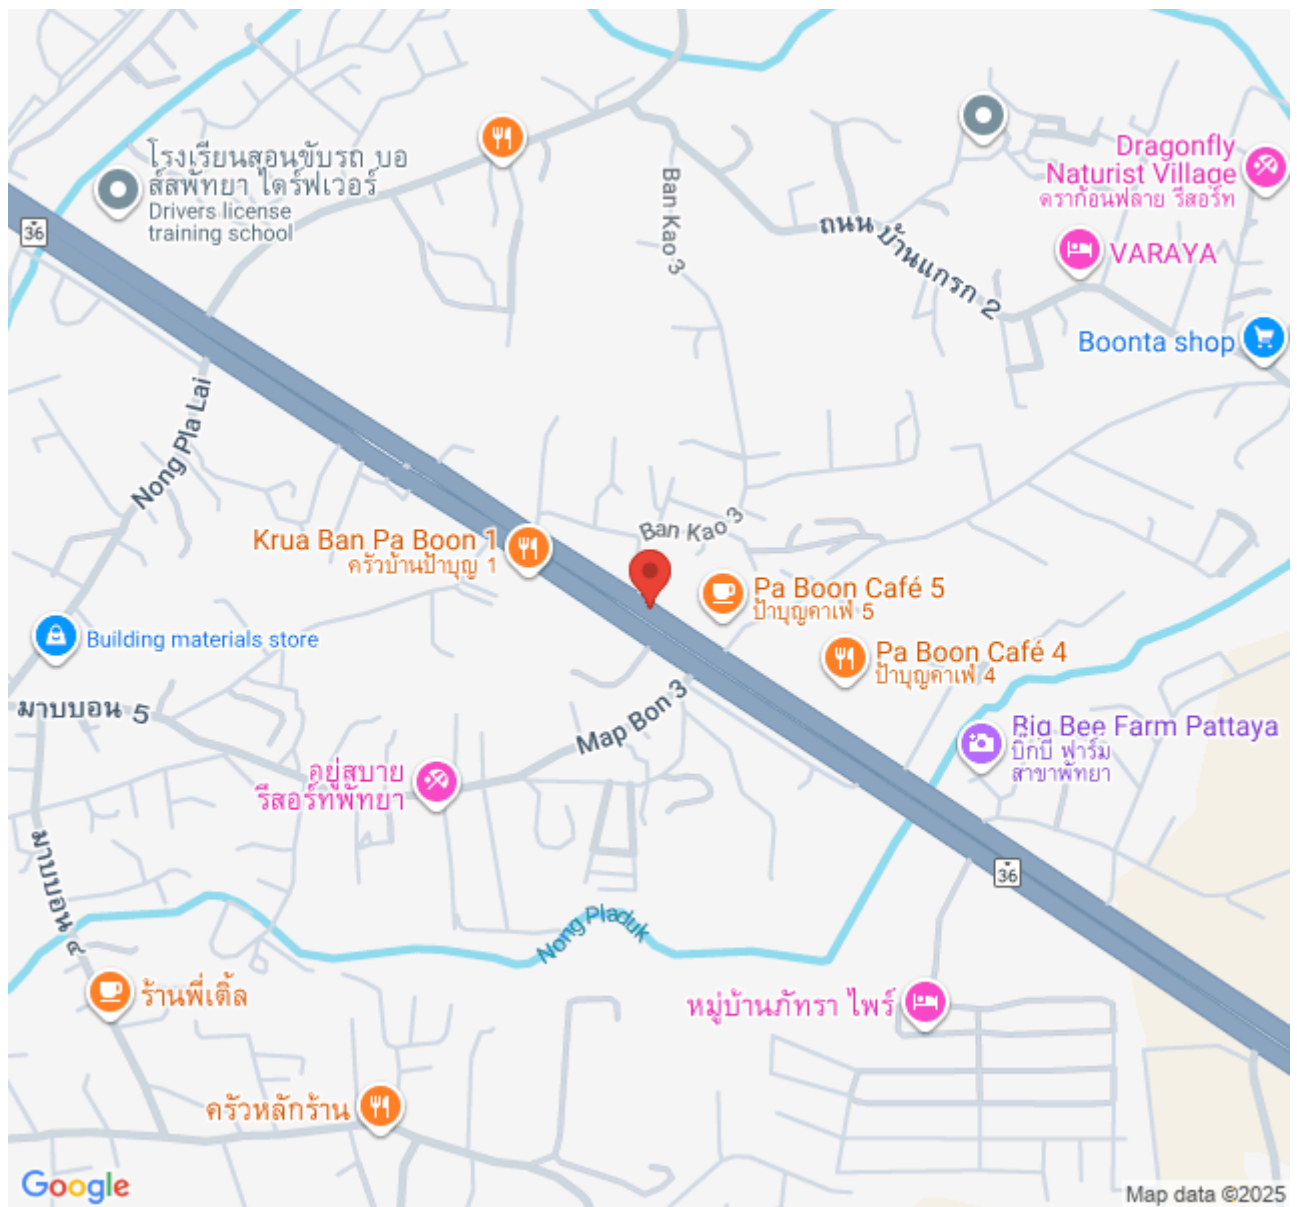 โรงเรียนสอนขับรถ บอ
ส์สพัทยา ไดร์ฟเวอร์
Drivers license
training school
36
Ban Kao 3
ถนน บ้านแกรก 2
Dragonfly
Naturist Village
ดราก้อนฟลาย รีสอร์ท
VARAYA
Boonta shop
Nong Pla Lai
Krua Ban Pa Boon 1
ครัวบ้านป้าบุญ 1
Ban Kao 3
Pa Boon Café 5
ป้าบุญคาเฟ่ 5
Pa Boon Café 4
ป้าบุญคาเฟ่ 4
Building materials store
มาบบอน 5
Map Bon 3
Big Bee Farm Pattaya
บิ๊กบี ฟาร์ม
สาขาพัทยา
อยู่สบาย
รีสอร์ทพัทยา
มาบบอน ๙
36
Nong Pladuk
ร้านพี่เติ้ล
หมู่บ้านภัทรา ไพร์
ครัวหลักร้าน
Google
Map data ©2025